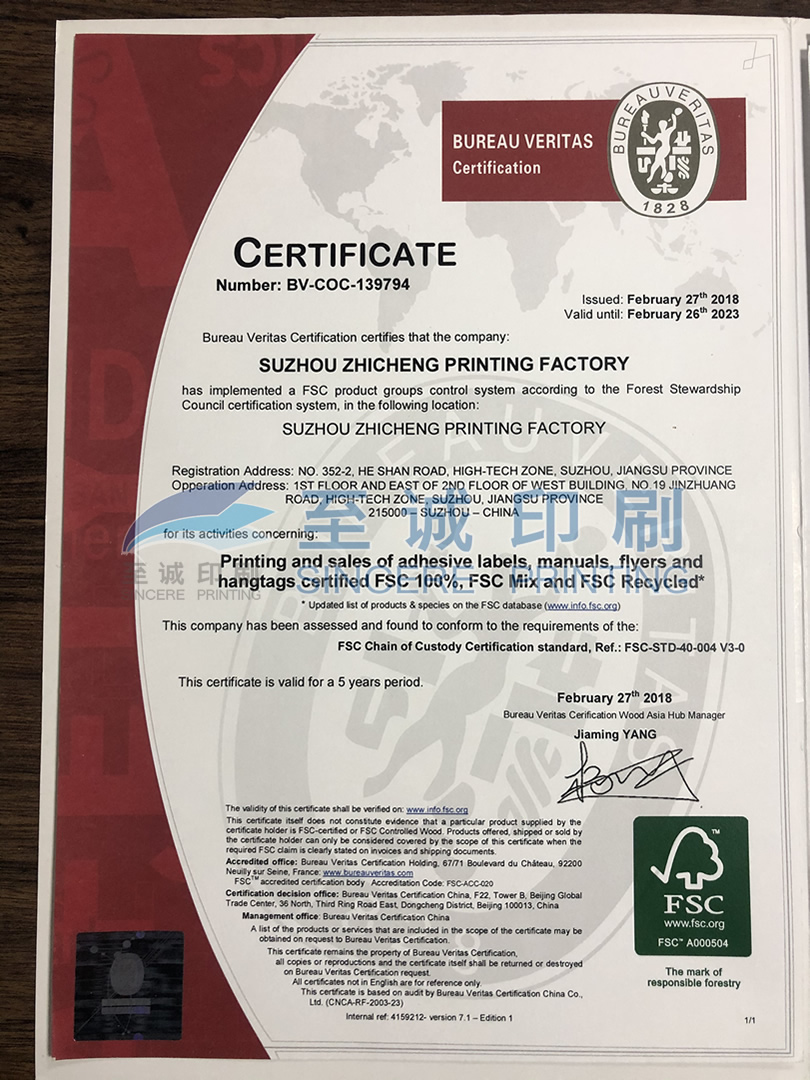 BUREAU VERITAS
Certification
BUREAU VERITAS
1828
CERTIFICATE
Number: BV-COC-139794
Issued: February 27th 2018
Valid until: February 26th 2023
Bureau Veritas Certification certifies that the company:
SUZHOU ZHICHENG PRINTING FACTORY
has implemented a FSC product groups control system according to the Forest Stewardship
Council certification system, in the following location:
SUZHOU ZHICHENG PRINTING FACTORY
Registration Address: NO. 352-2, HE SHAN ROAD, HIGH-TECH ZONE, SUZHOU, JIANGSU PROVINCE
Opperation Address: 1ST FLOOR AND EAST OF 2ND FLOOR OF WEST BUILDING, NO.19 JINZHUANG
ROAD, HIGH-TECH ZONE, SUZHOU, JIANGSU PROVINCE
215000 – SUZHOU – CHINA
至诚印刷
for its activities concerning:
Printing and sales of adhesive labels, manuals, flyers and
hangtags certified FSC 100%, FSC Mix and FSC Recycled*
至诚印刷
SINCERE PRINTING
SINCERE PRINTING
* Updated list of products & species on the FSC database (www.info.fsc.org)
This company has been assessed and found to conform to the requirements of the:
FSC Chain of Custody Certification standard, Ref.: FSC-STD-40-004 V3-0
This certificate is valid for a 5 years period.
February 27th 2018
Bureau Veritas Cerification Wood Asia Hub Manager
Jiaming YANG
The validity of this certificate shall be verified on: www.info.fsc.org
This certificate itself does not constitute evidence that a particular product supplied by the
certificate holder is FSC-certified or FSC Controlled Wood. Products offered, shipped or sold by
the certificate holder can only be considered covered by the scope of this certificate when the
required FSC claim is clearly stated on invoices and shipping documents.
Accredited office: Bureau Veritas Certification Holding, 67/71 Boulevard du Château, 92200
Neuilly sur Seine, France: www.bureauveritas.com
FSC™ accredited certification body Accreditation Code: FSC-ACC-020
Certification decision office: Bureau Veritas Certification China, F22, Tower B, Beijing Global
Trade Center, 36 North, Third Ring Road East, Dongcheng District, Beijing 100013, China
Management office: Bureau Veritas Certification China
A list of the products or services that are included in the scope of the certificate may be
obtained on request to Bureau Veritas Certification.
This certificate remains the property of Bureau Veritas Certification,
all copies or reproductions and the certificate itself shall be returned or destroyed
on Bureau Veritas Certification request.
All certificates not in English are for reference only.
This certificate is based on audit by Bureau Veritas Certification China Co.,
Ltd. (CNCA-RF-2003-23)
Internal ref: 4159212- version 7.1 – Edition 1
FSC
www.fsc.org
FSC™ A000504
The mark of
responsible forestry
1/1